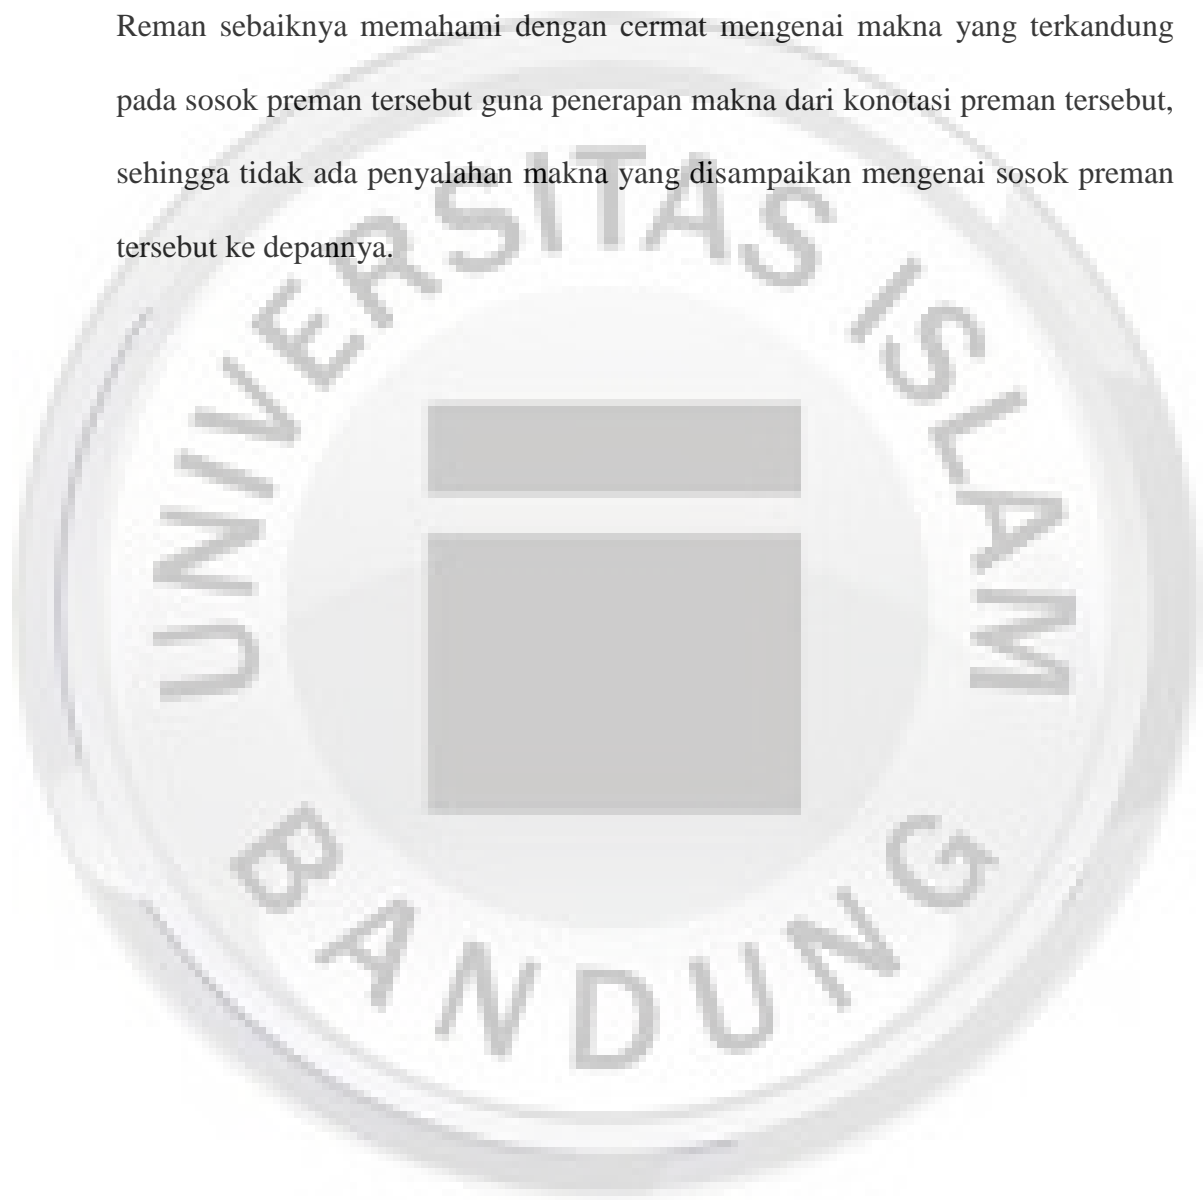 Reman sebaiknya memahami dengan cermat mengenai makna yang terkandung
pada sosok preman tersebut guna penerapan makna dari konotasi preman tersebut,
sehingga tidak ada penyalahan makna yang disampaikan mengenai sosok preman
tersebut ke depannya.
UNIVERSITAS ISLAM
BANDUNG